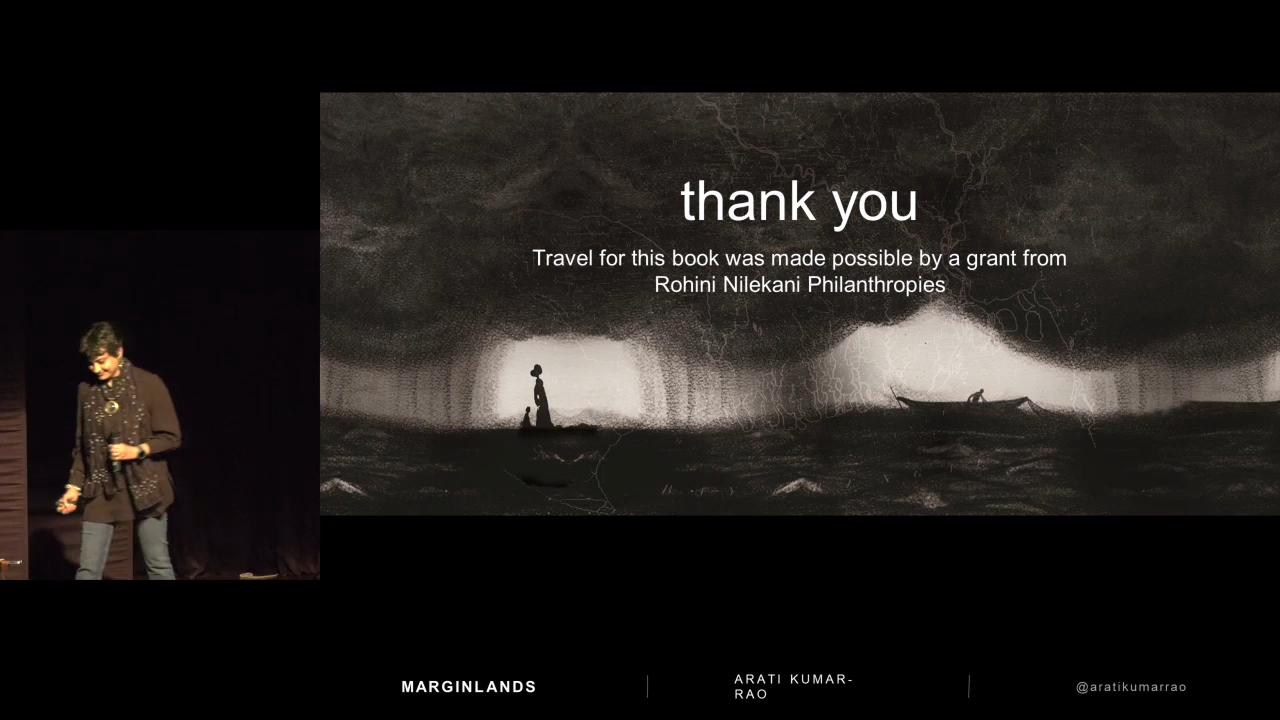 thank you
Travel for this book was made possible by a grant from
Rohini Nilekani Philanthropies
MARGINLANDS
ARATI KUMAR-
RAO
@aratikumarrao